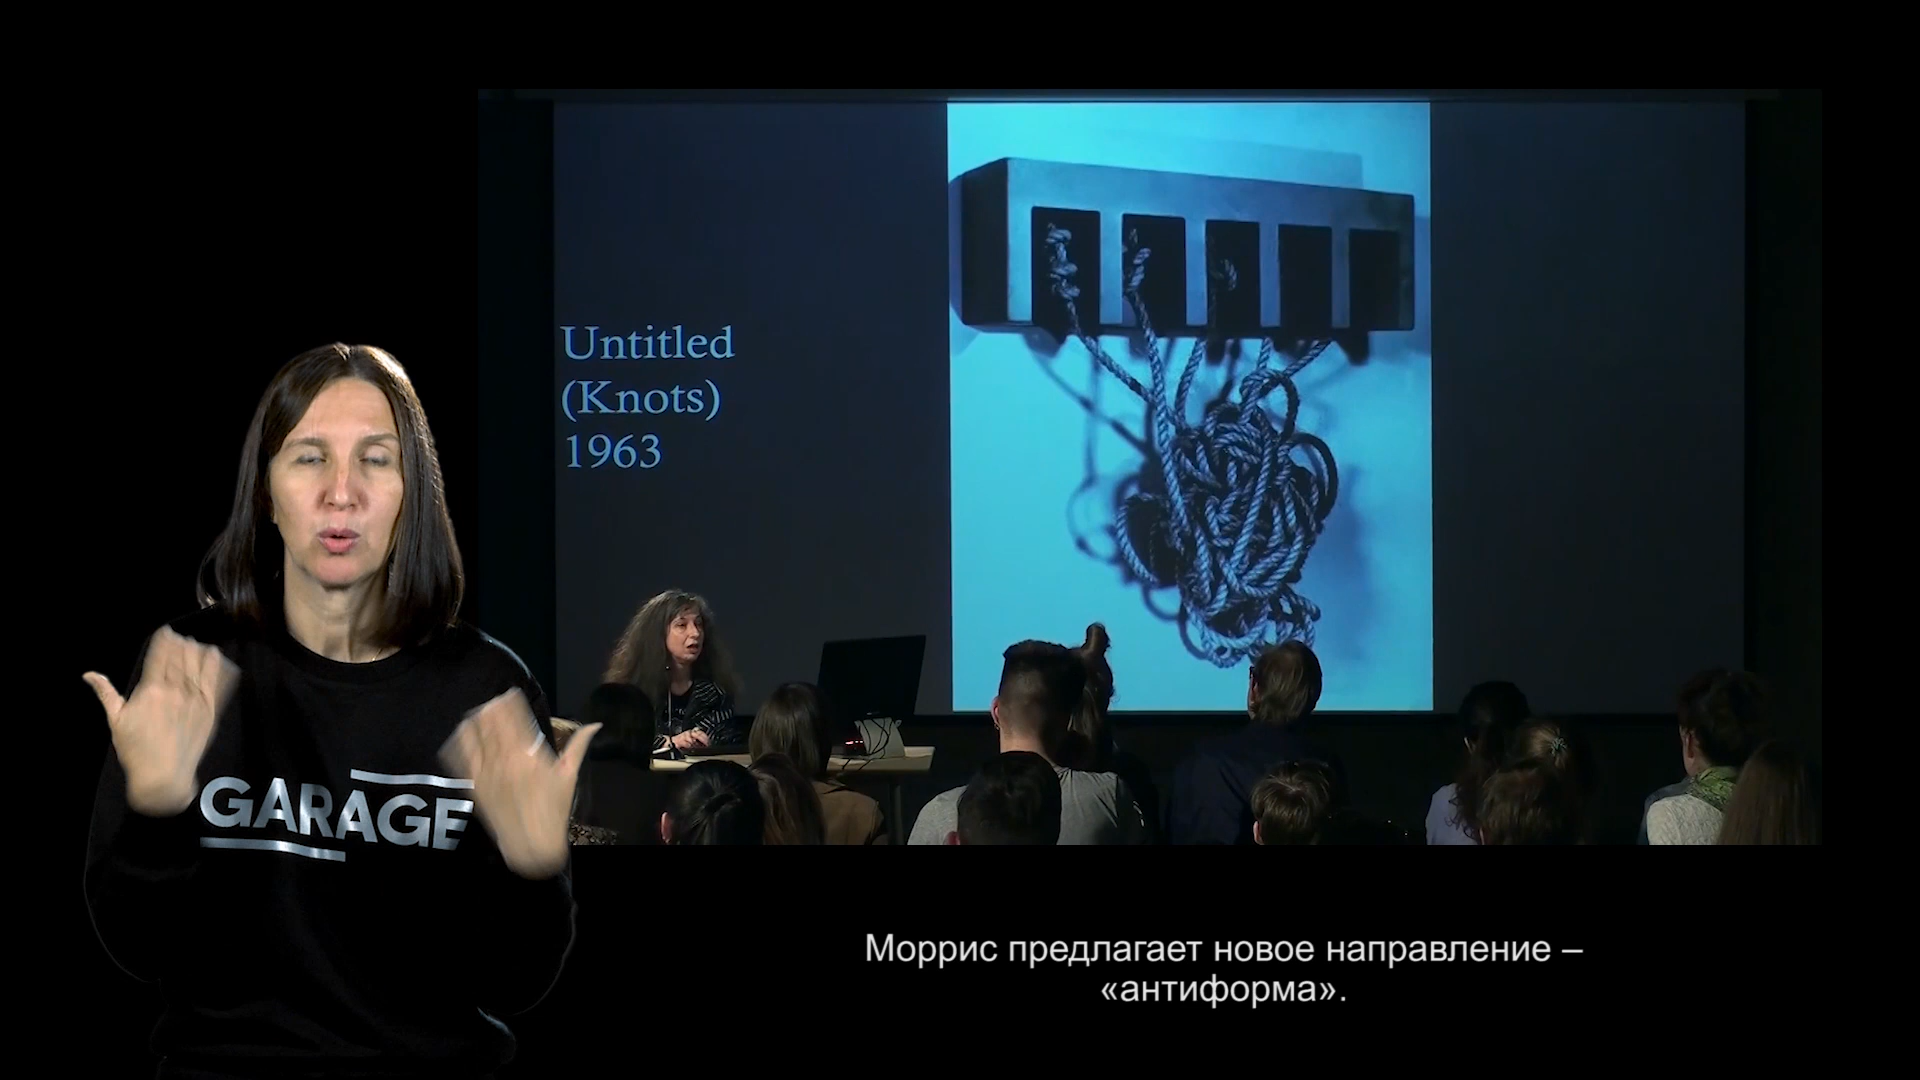 Untitled
(Knots)
1963
GARAGE
Моррис предлагает новое направление –
«антиформа».